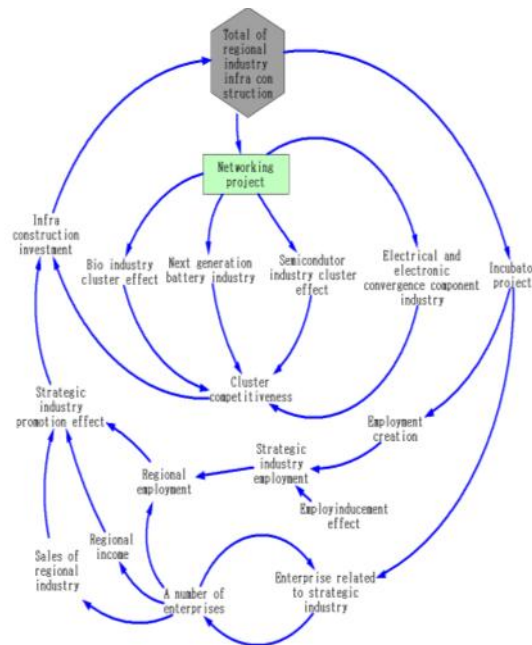 Total of
regional
industry
infra con
struction
Networking
project
Infra
construction
investment
Bio industry
cluster effect
Next generation
battery industry
Semicondutor
industry cluster
effect
Electrical and
electronic
convergence component
industry
Incubato
project
Cluster
competitiveness
Strategic
industry
promotion effect
Employment
creation
Strategic
industry
employment
Regional
employment
Employinducement
effect
Regional
income
Sales of
regional
industry
A number of
enterprises
Enterprise related
to strategic
industry